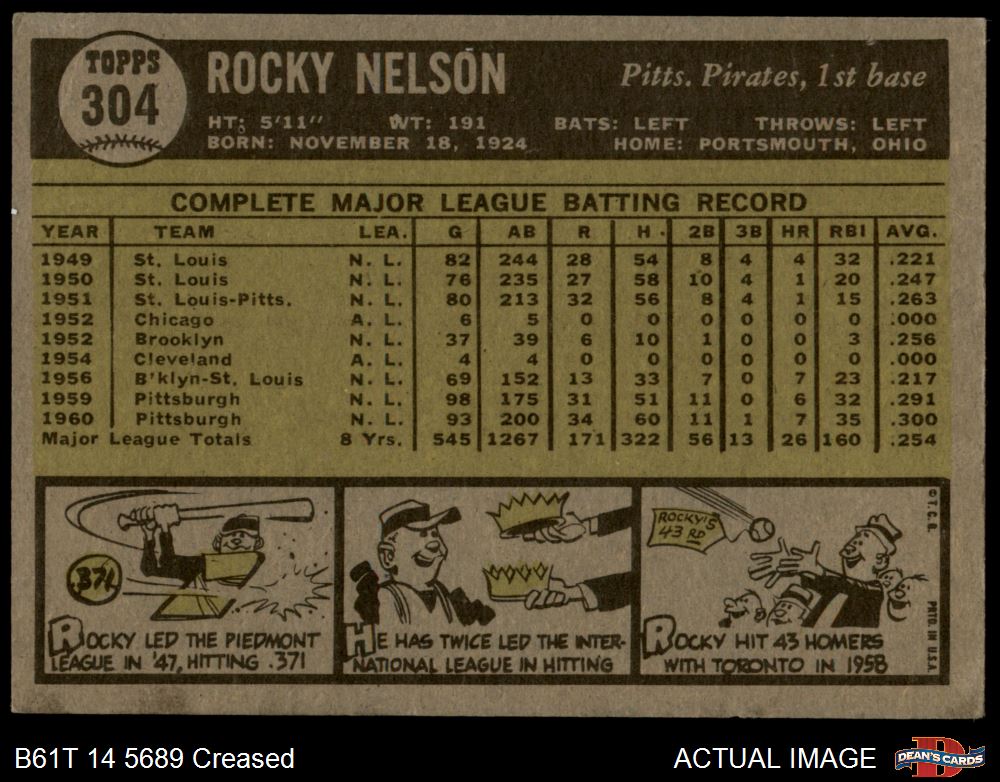 TOPPS
304
ROCKY NELSON
Pitts. Pirates, 1st base
HT: 5'11" WT: 191 BATS: LEFT THROWS: LEFT
BORN: NOVEMBER 18, 1924 HOME: PORTSMOUTH, OHIO
COMPLETE MAJOR LEAGUE BATTING RECORD
YEAR TEAM LEA. G AB R H 2B 3B HR RBI AVG.
1949 St. Louis N. L. 82 244 28 54 8 4 4 32 .221
1950 St. Louis N. L. 76 235 27 58 10 4 1 20 .247
1951 St. Louis-Pitts. N. L. 80 213 32 56 8 4 1 15 .263
1952 Chicago A. L. 6 5 0 0 0 0 0 0 .000
1952 Brooklyn N. L. 37 39 6 10 1 0 0 3 .256
1954 Cleveland A. L. 4 4 0 0 0 0 0 0 .000
1956 B'klyn-St. Louis N. L. 69 152 13 33 7 0 7 23 .217
1959 Pittsburgh N. L. 98 175 31 51 11 0 6 32 .291
1960 Pittsburgh N. L. 93 200 34 60 11 1 7 35 .300
Major League Totals 8 Yrs. 545 1267 171 322 56 13 26 160 .254
.371
ROCKY LED THE PIEDMONT
LEAGUE IN '47, HITTING .371
HE HAS TWICE LED THE INTER-
NATIONAL LEAGUE IN HITTING
ROCKY'S
43 RD
ROCKY HIT 43 HOMERS
WITH TORONTO IN 1958
© T. C. G.
PRTD. IN U.S.A.
B61T 14 5689 Creased
ACTUAL IMAGE
D
DEAN'S CARDS